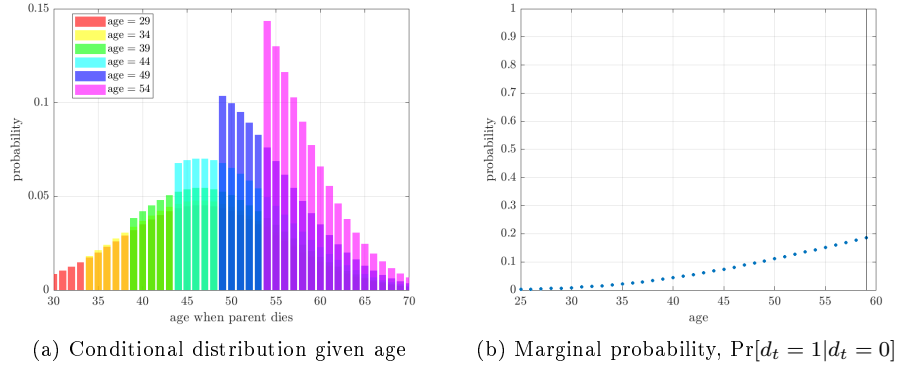 0.15
0.1
0.05
0
probability
age = 29
age = 34
age = 39
age = 44
age = 49
age = 54
30 35 40 45 50 55 60 65 70
age when parent dies
(a) Conditional distribution given age
1
0.9
0.8
0.7
0.6
0.5
0.4
0.3
0.2
0.1
0
probability
25 30 35 40 45 50 55 60
age
(b) Marginal probability, Pr[d_t = 1|d_t = 0]